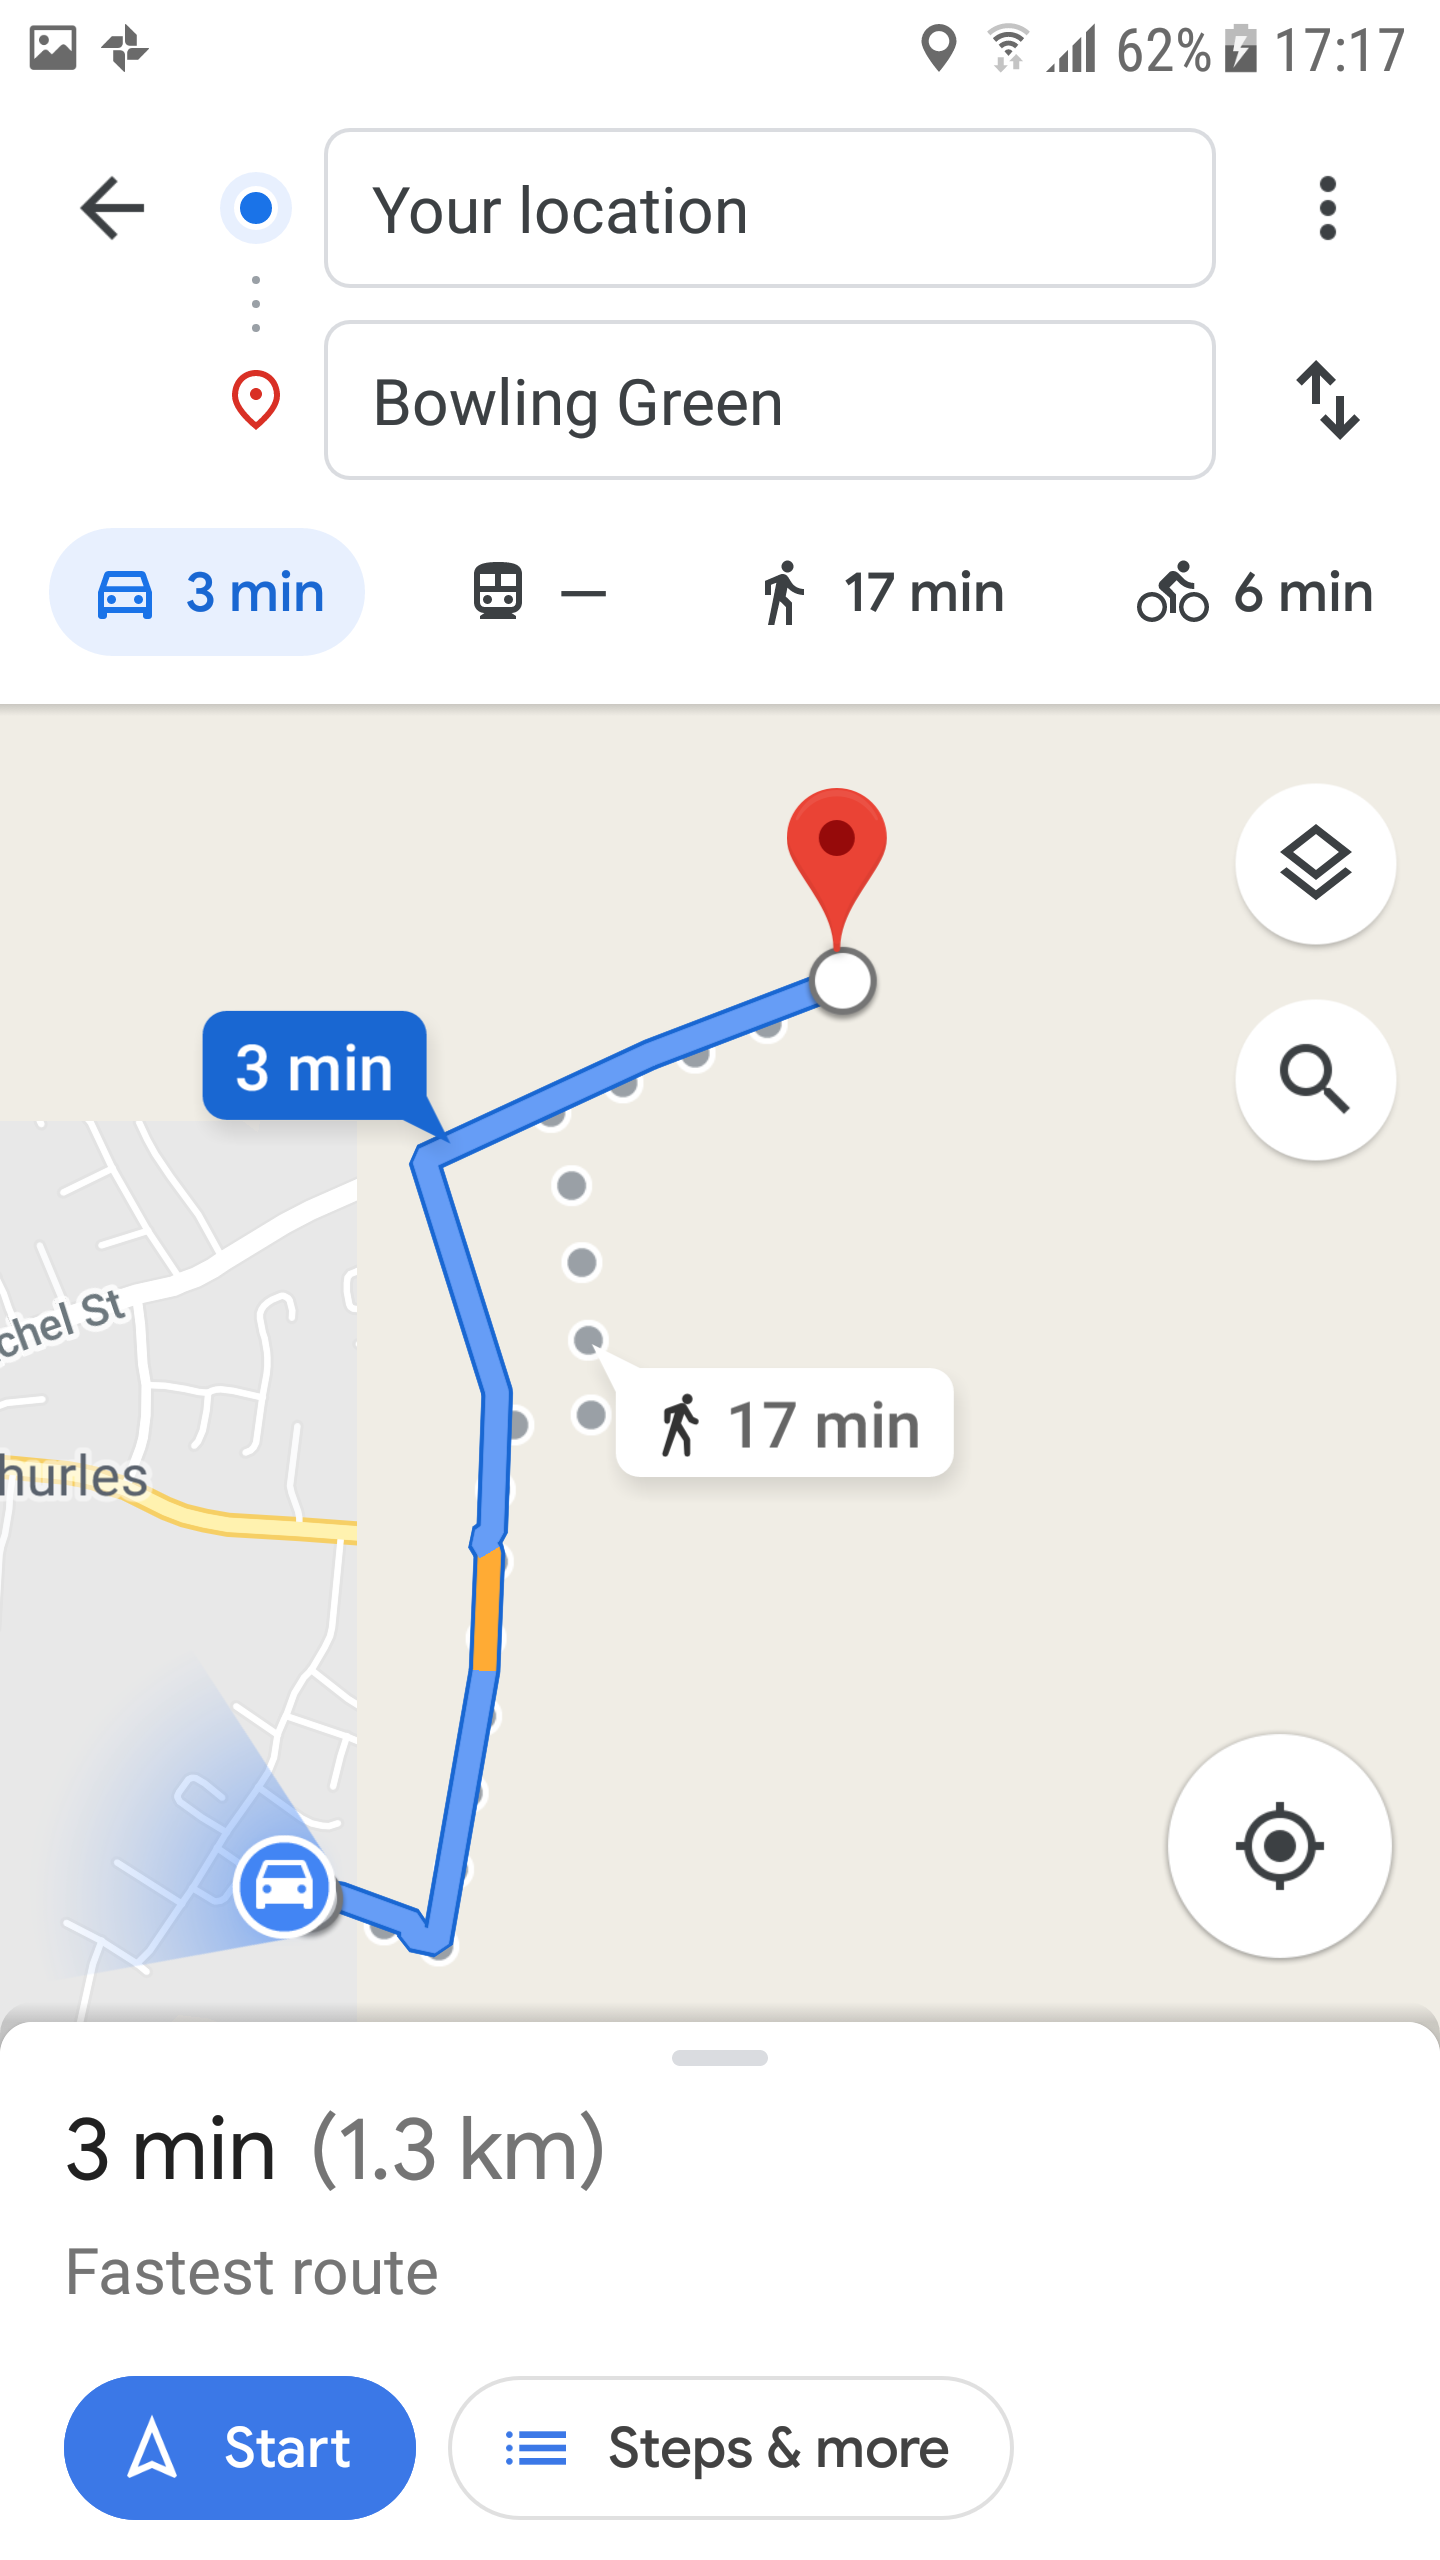 62% 17:17
Your location
Bowling Green
3 min — 17 min 6 min
3 min
chel St
17 min
hurles
3 min (1.3 km)
Fastest route
Start Steps & more